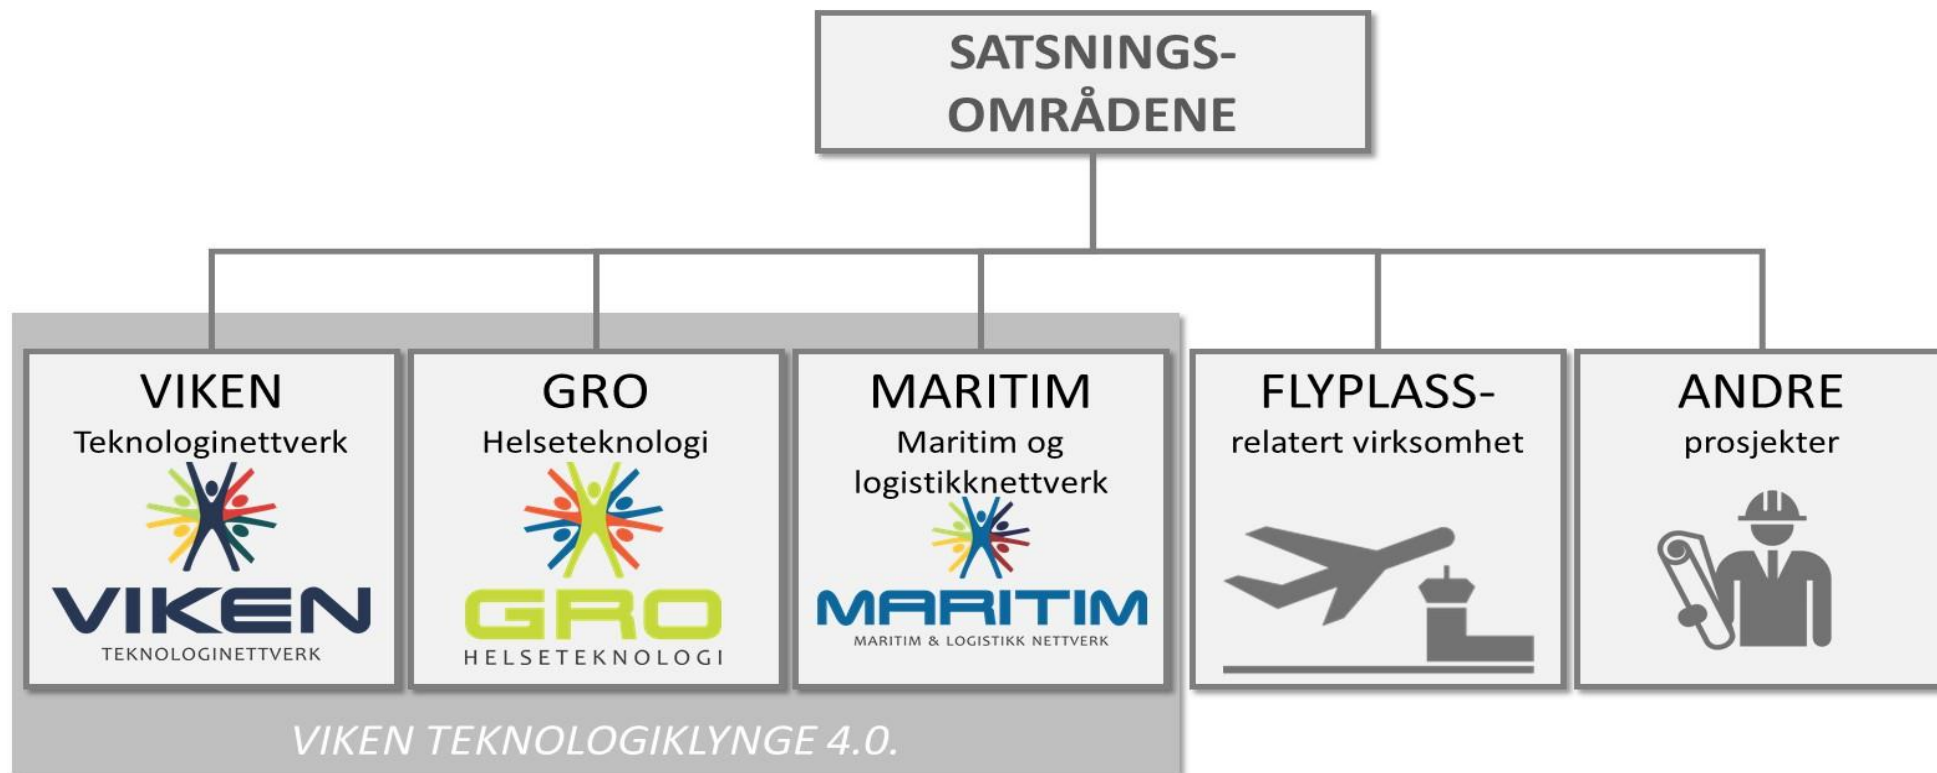 SATSNINGS-
OMRÅDENE
VIKEN
Teknologinettverk
VIKEN
TEKNOLOGINETTVERK
GRO
Helseteknologi
GRO
HELSETEKNOLOGI
MARITIM
Maritim og
logistikknettverk
MARITIM
MARITIM & LOGISTIKK NETTVERK
FLYPLASS-
relatert virksomhet
ANDRE
prosjekter
VIKEN TEKNOLOGIKLYNGE 4.0.